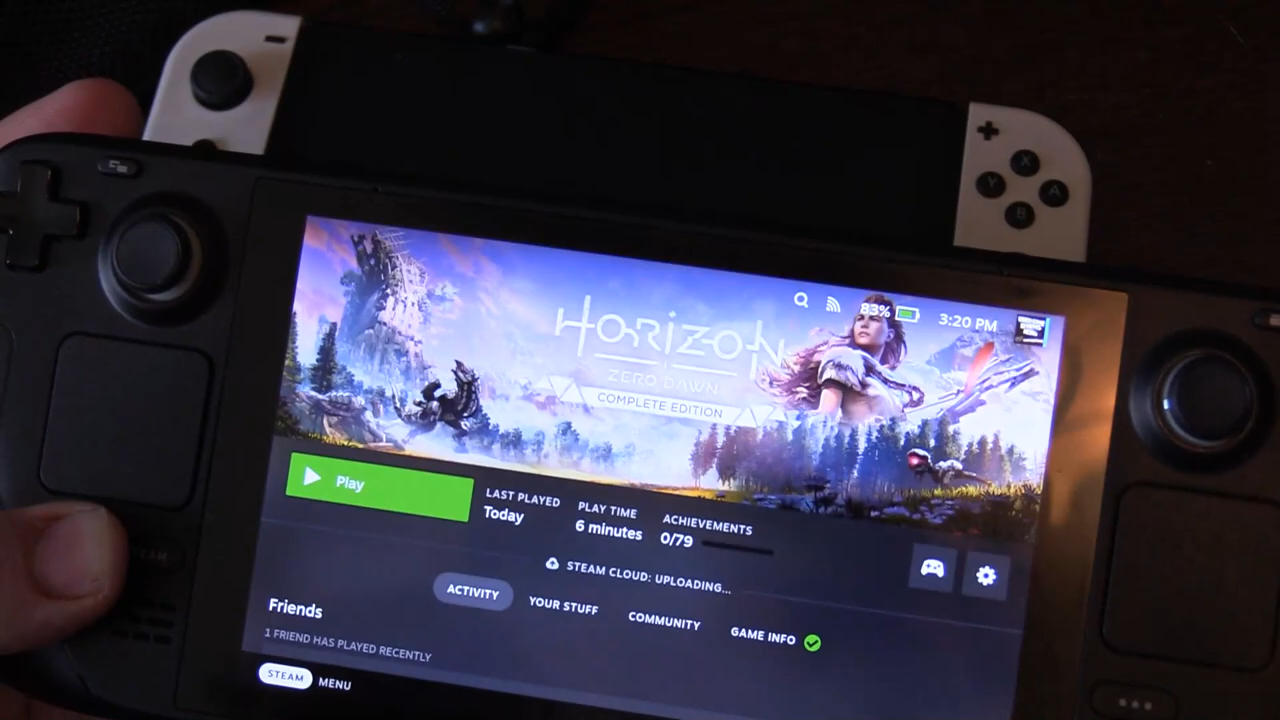 X
Y
A
B
83%
3:20 PM
HORIZON
ZERO DAWN
COMPLETE EDITION
Play
LAST PLAYED
Today
PLAY TIME
6 minutes
ACHIEVEMENTS
0/79
STEAM CLOUD: UPLOADING...
ACTIVITY
YOUR STUFF
COMMUNITY
GAME INFO
Friends
1 FRIEND HAS PLAYED RECENTLY
STEAM MENU